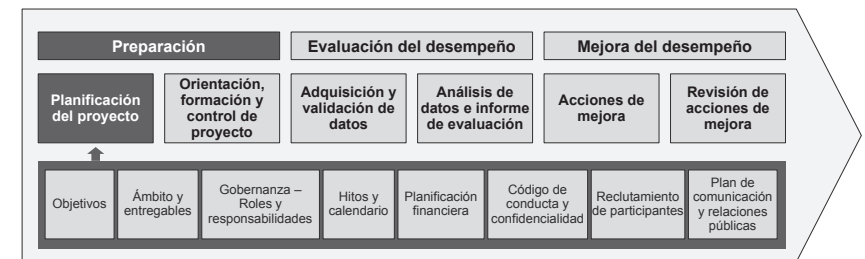 Preparación
Evaluación del desempeño
Mejora del desempeño
Planificación
del proyecto
Orientación,
formación y
control de
proyecto
Adquisición y
validación de
datos
Análisis de
datos e informe
de evaluación
Acciones de
mejora
Revisión de
acciones de
mejora
Objetivos
Ámbito y
entregables
Gobernanza –
Roles y
responsabilidades
Hitos y
calendario
Planificación
financiera
Código de
conducta y
confidencialidad
Reclutamiento
de participantes
Plan de
comunicación
y relaciones
públicas